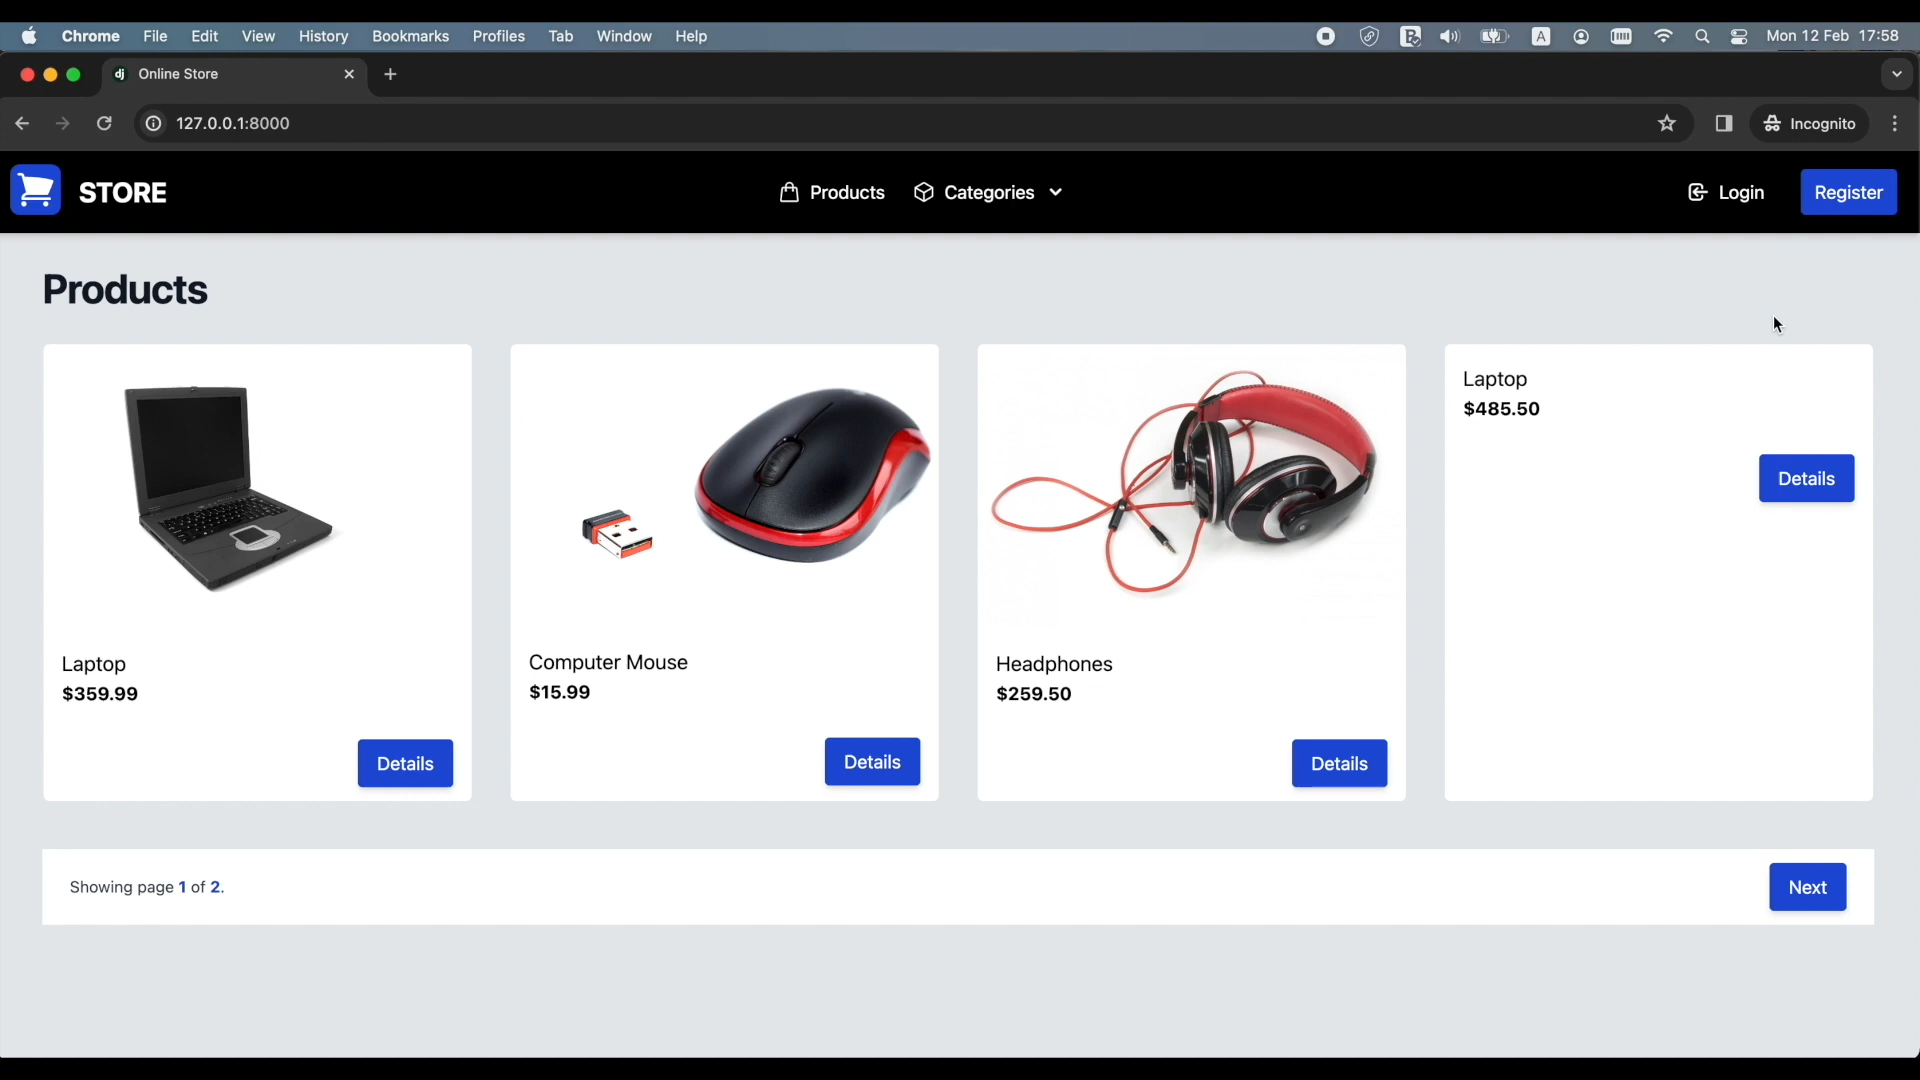 Chrome File Edit View History Bookmarks Profiles Tab Window Help A Mon 12 Feb 17:58
dj Online Store
127.0.0.1:8000 Incognito
STORE Products Categories Login Register
Products
Laptop
$485.50
Details
Laptop
$359.99
Details
Computer Mouse
$15.99
Details
Headphones
$259.50
Details
Showing page 1 of 2. Next